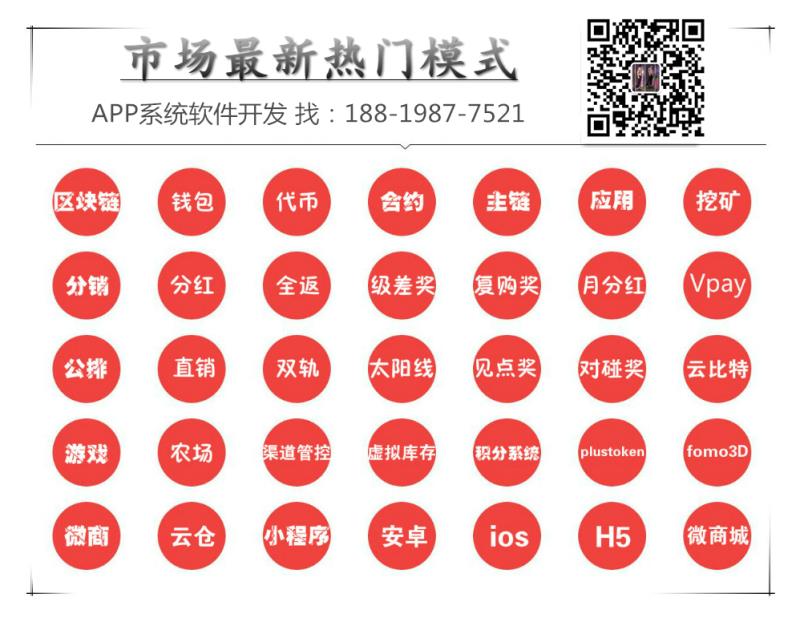 市场最新热门模式
APP系统软件开发 找：188-1987-7521
区块链 钱包 代币 合约 主链 应用 挖矿
分销 分红 全返 级差奖 复购奖 月分红 Vpay
公排 直销 双轨 太阳线 见点奖 对碰奖 云比特
游戏 农场 渠道管控 虚拟库存 积分系统 plustoken fomo3D
微商 云仓 小程序 安卓 ios H5 微商城